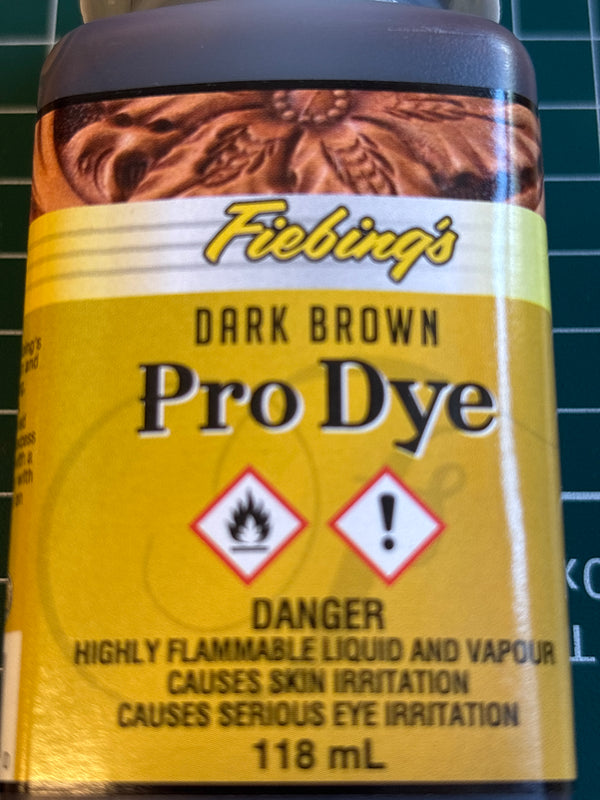 Fiebing's
DARK BROWN
Pro Dye
DANGER
HIGHLY FLAMMABLE LIQUID AND VAPOUR
CAUSES SKIN IRRITATION
CAUSES SERIOUS EYE IRRITATION
118 mL